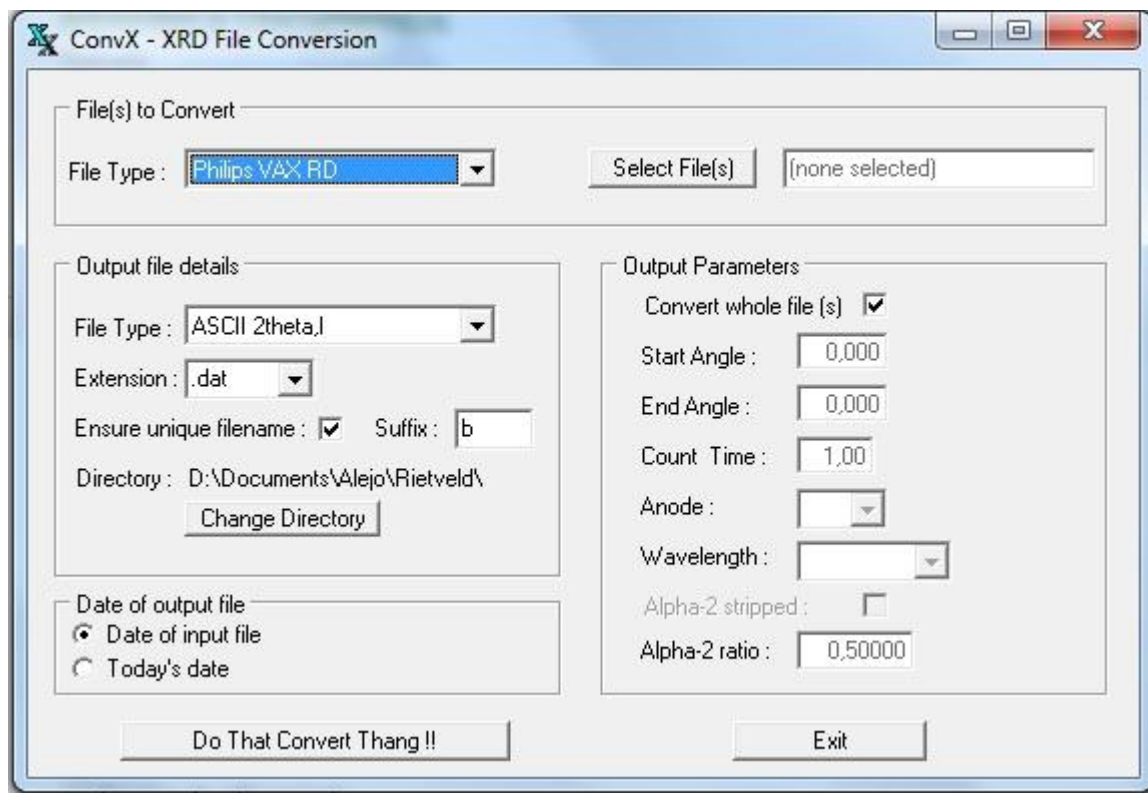 ConvX - XRD File Conversion
File(s) to Convert
File Type : Philips VAX RD Select File(s) (none selected)
Output file details
File Type : ASCII 2theta,I
Extension : .dat
Ensure unique filename : Suffix : b
Directory : D:\Documents\Alejo\Rietveld\
Change Directory
Date of output file
Date of input file
Today's date
Output Parameters
Convert whole file (s)
Start Angle : 0,000
End Angle : 0,000
Count Time : 1,00
Anode :
Wavelength :
Alpha-2 stripped :
Alpha-2 ratio : 0,50000
Do That Convert Thang !! Exit